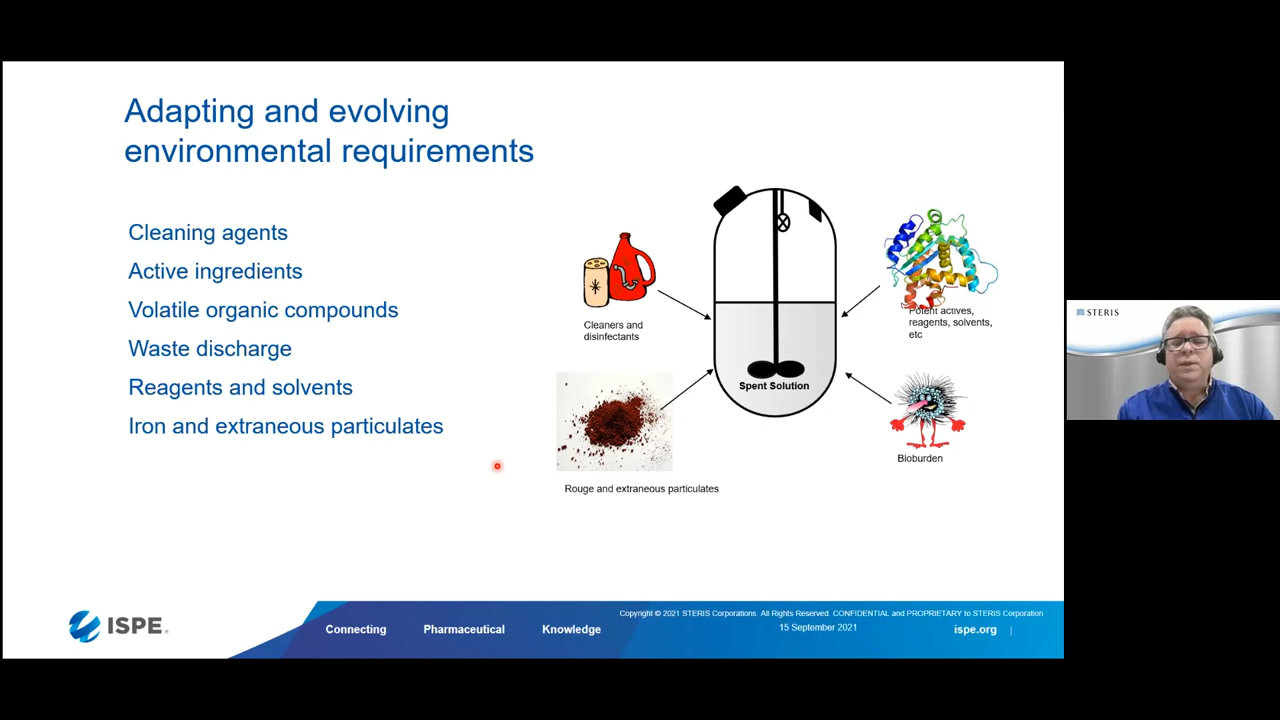 Adapting and evolving
environmental requirements
Cleaning agents
Active ingredients
Volatile organic compounds
Waste discharge
Reagents and solvents
Iron and extraneous particulates
Cleaners and
disinfectants
Potent actives,
reagents, solvents,
etc
Spent Solution
Bioburden
Rouge and extraneous particulates
STERIS
ISPE®
Connecting
Pharmaceutical
Knowledge
Copyright © 2021 STERIS Corporations. All Rights Reserved. CONFIDENTIAL and PROPRIETARY to STERIS Corporation
15 September 2021
ispe.org |